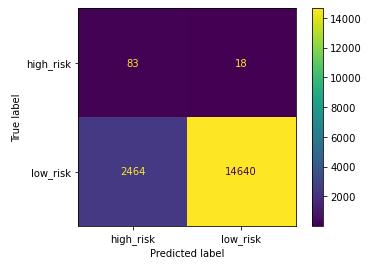 14000
12000
10000
8000
6000
4000
2000
high_risk 83 18
True label
low_risk 2464 14640
high_risk low_risk
Predicted label